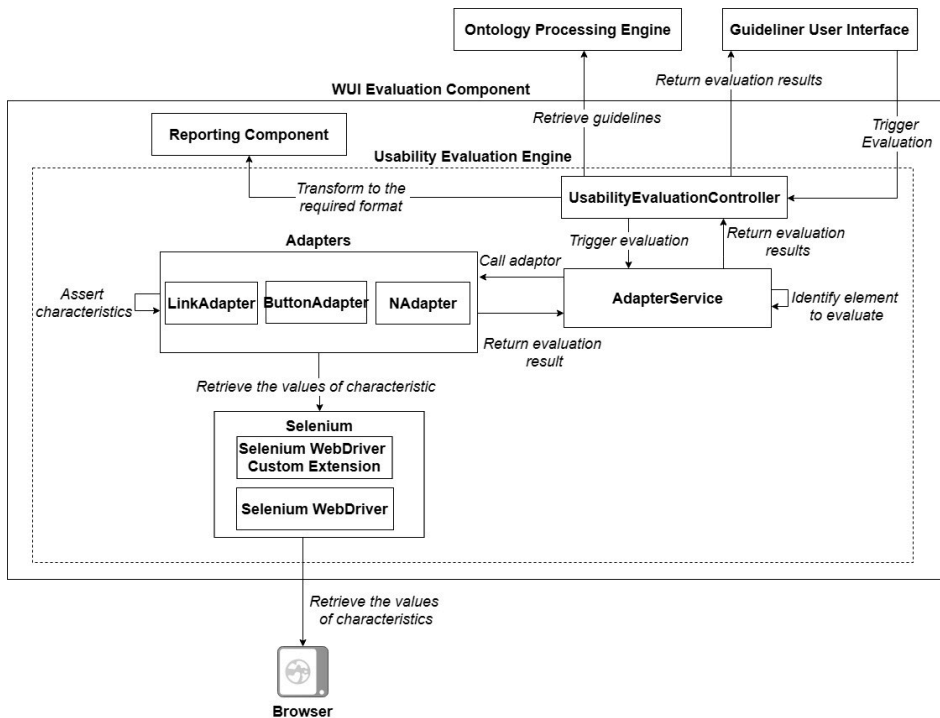 Ontology Processing Engine
Guideliner User Interface
Return evaluation results
WUI Evaluation Component
Retrieve guidelines
Trigger
Evaluation
Reporting Component
Usability Evaluation Engine
Transform to the
required format
UsabilityEvaluationController
Trigger evaluation
Return evaluation
results
Adapters
Call adaptor
Assert
characteristics
LinkAdapter
ButtonAdapter
NAdapter
AdapterService
Identify element
to evaluate
Return evaluation
result
Retrieve the values of characteristic
Selenium
Selenium WebDriver
Custom Extension
Selenium WebDriver
Retrieve the values
of characteristics
Browser